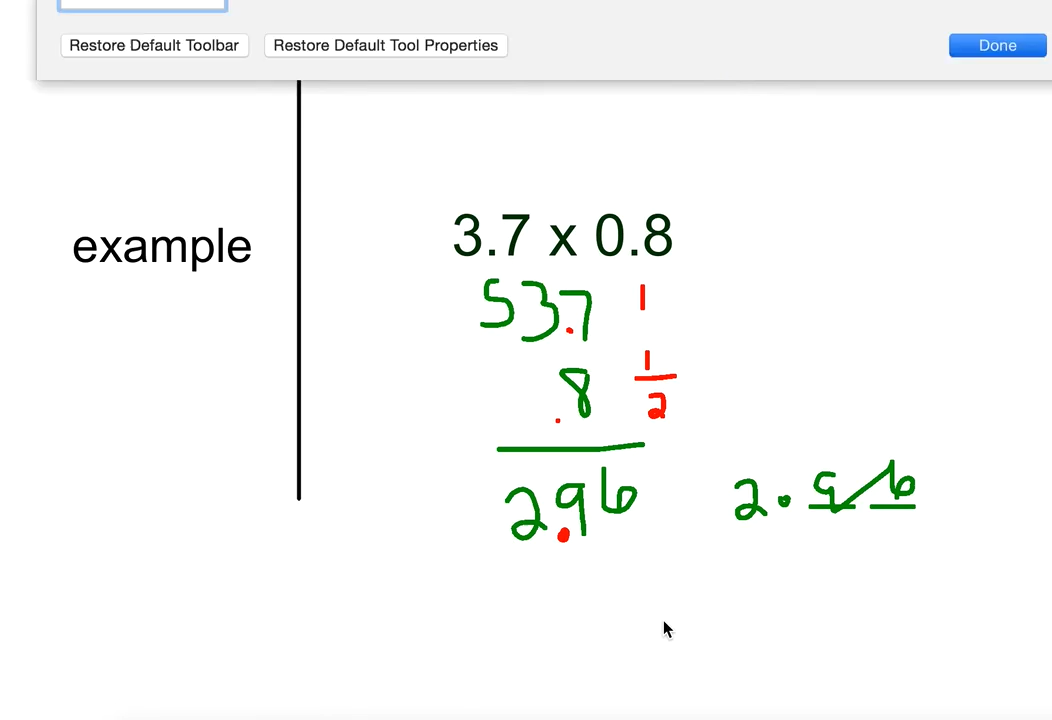 Restore Default Toolbar Restore Default Tool Properties Done
example
3.7 x 0.8
53.7 1
.8 1
2
2.96 2.96